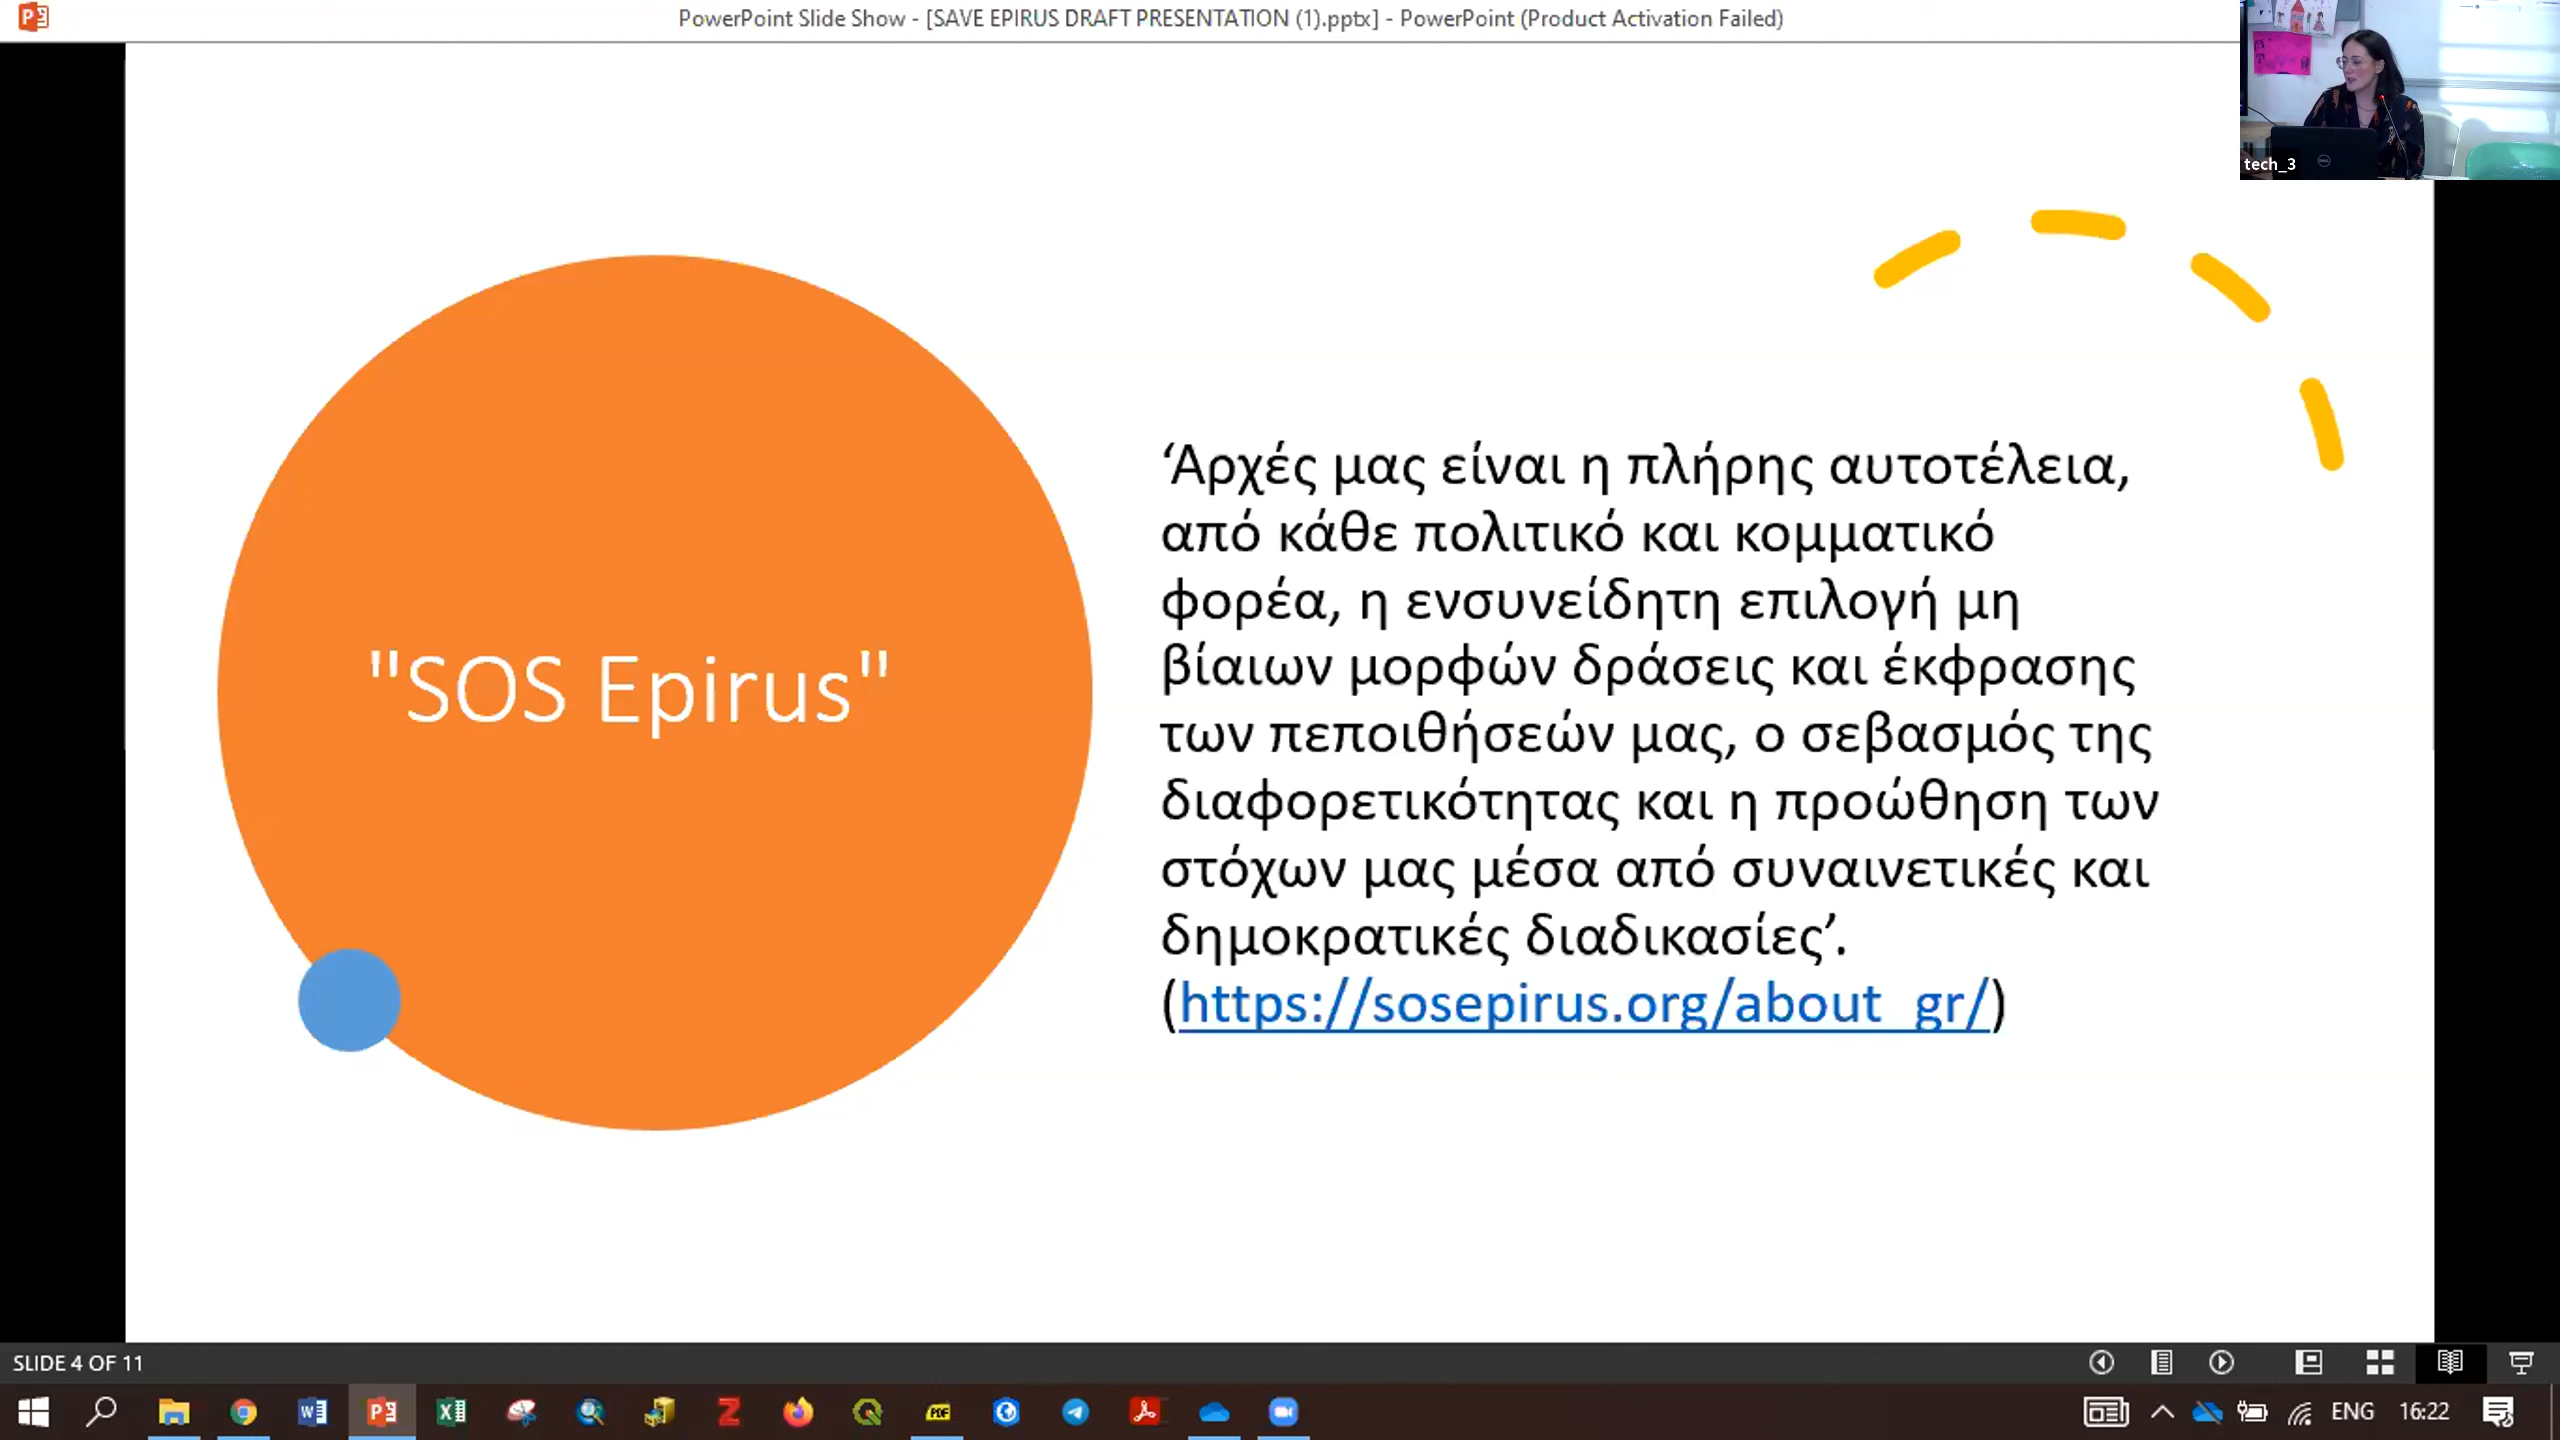 PowerPoint Slide Show - [SAVE EPIRUS DRAFT PRESENTATION (1).pptx] - PowerPoint (Product Activation Failed)
tech_3
"SOS Epirus"
‘Αρχές μας είναι η πλήρης αυτοτέλεια,
από κάθε πολιτικό και κομματικό
φορέα, η ενσυνείδητη επιλογή μη
βίαιων μορφών δράσεις και έκφρασης
των πεποιθήσεών μας, ο σεβασμός της
διαφορετικότητας και η προώθηση των
στόχων μας μέσα από συναινετικές και
δημοκρατικές διαδικασίες’.
(https://sosepirus.org/about_gr/)
SLIDE 4 OF 11
ENG
16:22